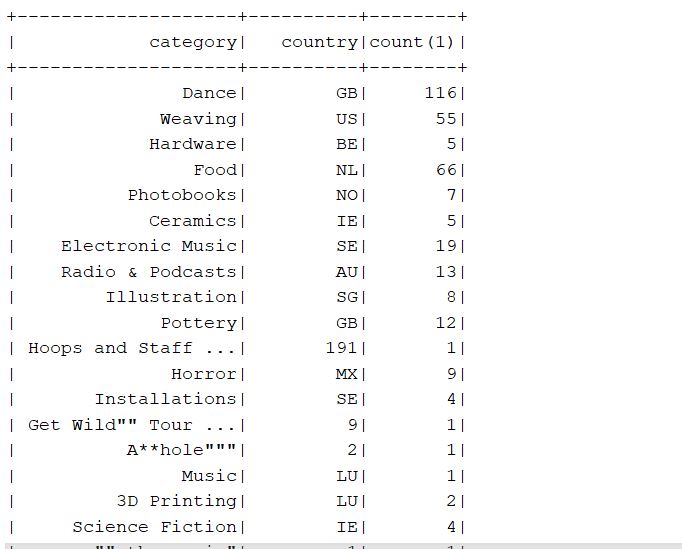 +--------------------+----------+--------+
|            category|   country|count(1)|
+--------------------+----------+--------+
|               Dance|        GB|     116|
|             Weaving|        US|      55|
|            Hardware|        BE|       5|
|                Food|        NL|      66|
|          Photobooks|        NO|       7|
|            Ceramics|        IE|       5|
|    Electronic Music|        SE|      19|
|    Radio & Podcasts|        AU|      13|
|        Illustration|        SG|       8|
|             Pottery|        GB|      12|
| Hoops and Staff ...|       191|       1|
|              Horror|        MX|       9|
|       Installations|        SE|       4|
| Get Wild"" Tour ...|         9|       1|
|          A**hole"""|         2|       1|
|               Music|        LU|       1|
|         3D Printing|        LU|       2|
|     Science Fiction|        IE|       4|